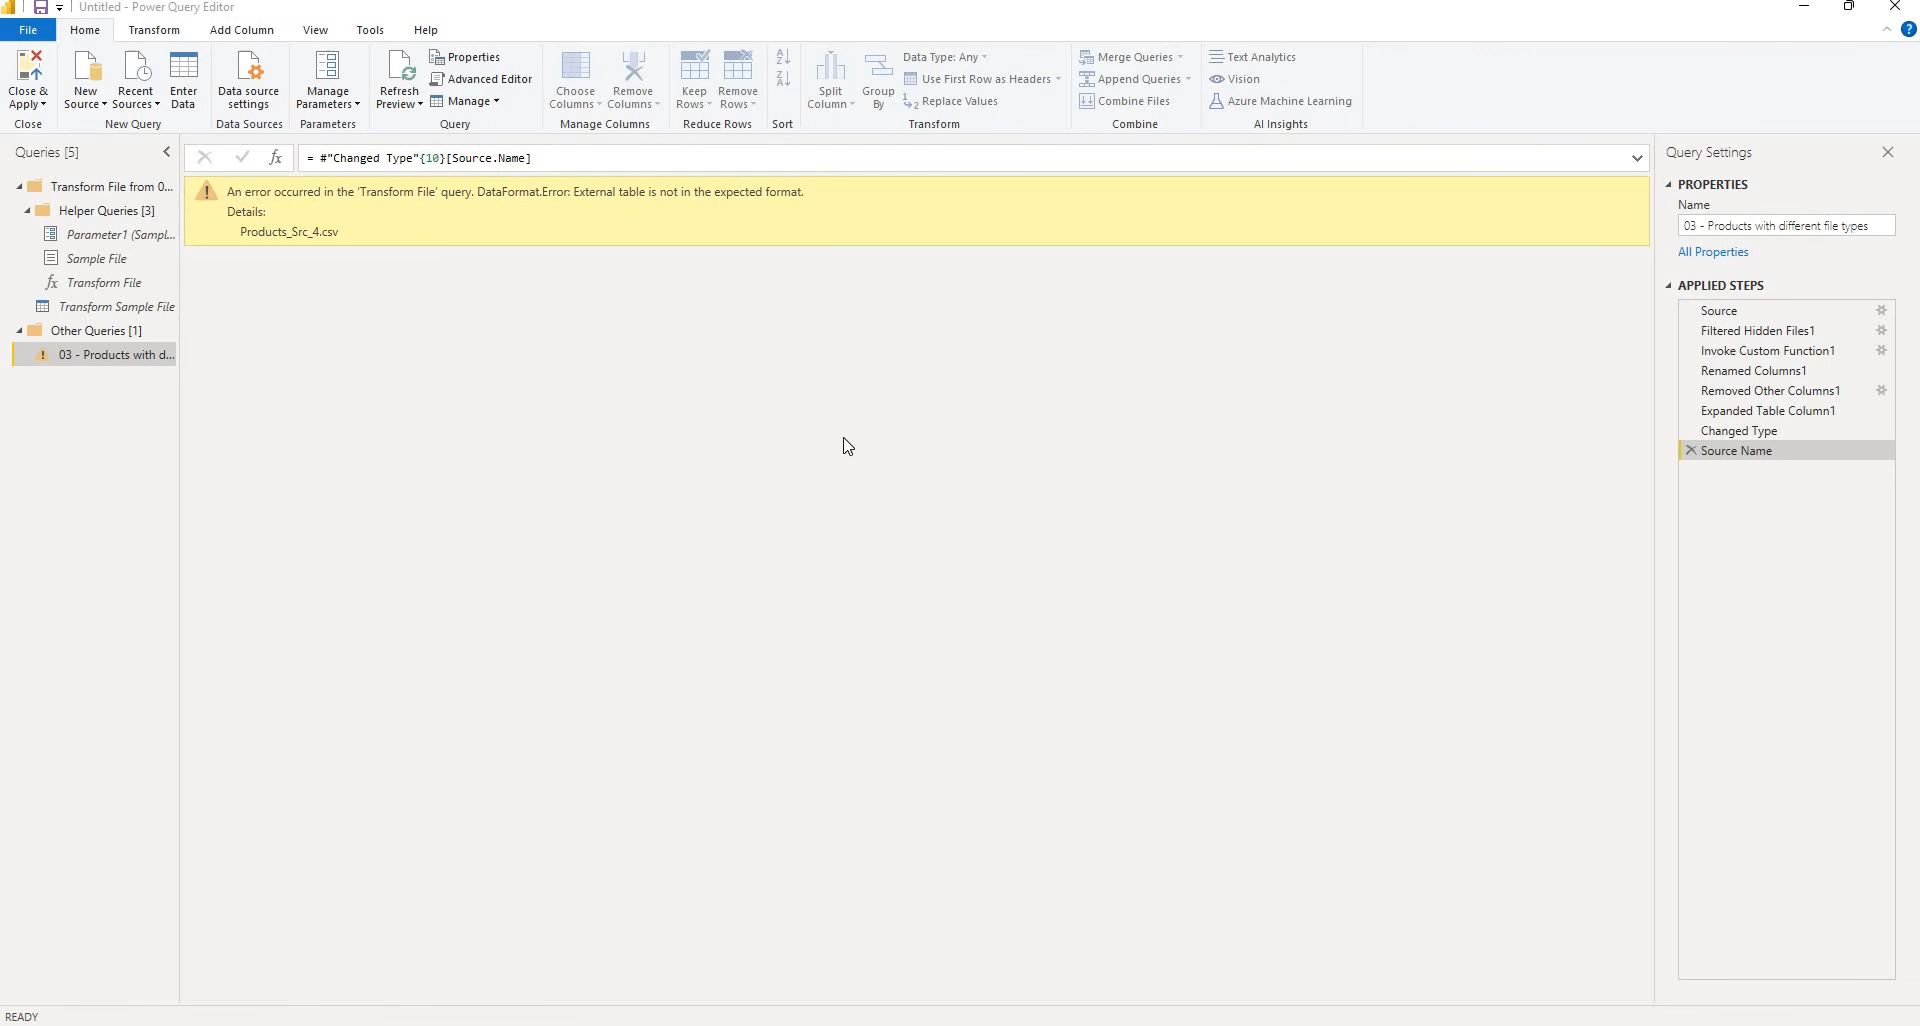 Untitled - Power Query Editor
File
Home
Transform
Add Column
View
Tools
Help
Close &
Apply
Close
New
Source
Recent
Sources
Enter
Data
New Query
Data source
settings
Data Sources
Manage
Parameters
Parameters
Refresh
Preview
Properties
Advanced Editor
Manage
Query
Choose
Columns
Remove
Columns
Manage Columns
Keep
Rows
Remove
Rows
Reduce Rows
A
Z
Z
A
Sort
Split
Column
Group
By
Data Type: Any
Use First Row as Headers
1
2
Replace Values
Transform
Merge Queries
Append Queries
Combine Files
Combine
Text Analytics
Vision
Azure Machine Learning
AI Insights
?
Queries [5]
Transform File from 0...
Helper Queries [3]
Parameter1 (Sampl...
Sample File
fx Transform File
Transform Sample File
Other Queries [1]
03 - Products with d...
fx
= #"Changed Type"{10}[Source.Name]
An error occurred in the 'Transform File' query. DataFormat.Error: External table is not in the expected format.
Details:
Products_Src_4.csv
Query Settings
PROPERTIES
Name
03 - Products with different file types
All Properties
APPLIED STEPS
Source
Filtered Hidden Files1
Invoke Custom Function1
Renamed Columns1
Removed Other Columns1
Expanded Table Column1
Changed Type
Source Name
READY